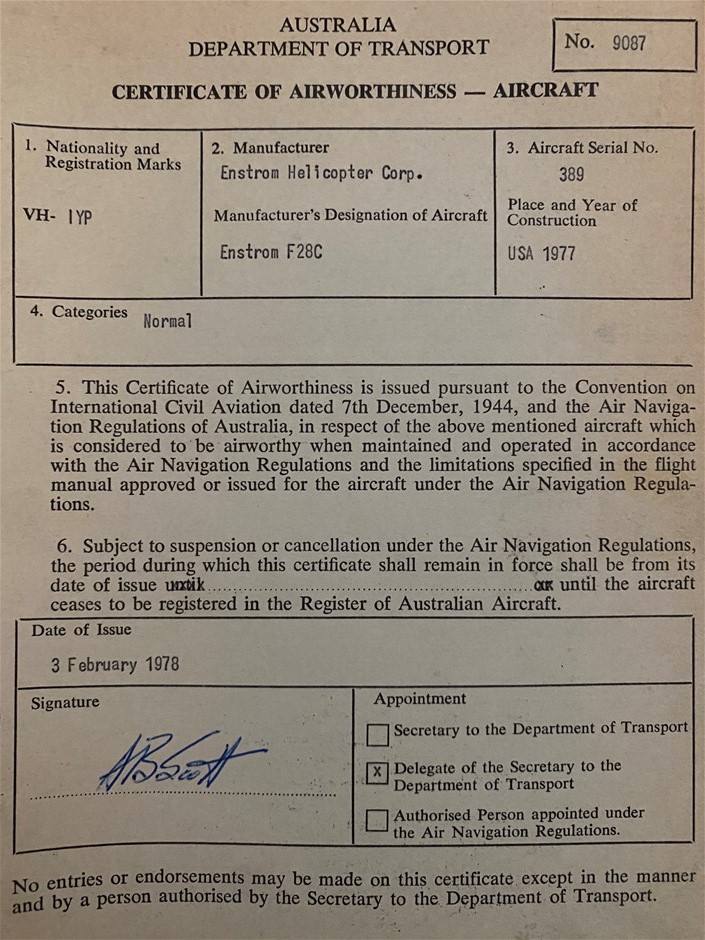 AUSTRALIA
DEPARTMENT OF TRANSPORT
No. 9087
CERTIFICATE OF AIRWORTHINESS — AIRCRAFT
1. Nationality and
Registration Marks
VH- IYP
2. Manufacturer
Enstrom Helicopter Corp.
Manufacturer's Designation of Aircraft
Enstrom F28C
3. Aircraft Serial No.
389
Place and Year of
Construction
USA 1977
4. Categories Normal
5. This Certificate of Airworthiness is issued pursuant to the Convention on
International Civil Aviation dated 7th December, 1944, and the Air Naviga-
tion Regulations of Australia, in respect of the above mentioned aircraft which
is considered to be airworthy when maintained and operated in accordance
with the Air Navigation Regulations and the limitations specified in the flight
manual approved or issued for the aircraft under the Air Navigation Regula-
tions.
6. Subject to suspension or cancellation under the Air Navigation Regulations,
the period during which this certificate shall remain in force shall be from its
date of issue ........ until the aircraft
ceases to be registered in the Register of Australian Aircraft.
Date of Issue
3 February 1978
Signature
ABScott
Appointment
Secretary to the Department of Transport
X Delegate of the Secretary to the
Department of Transport
Authorised Person appointed under
the Air Navigation Regulations.
No entries or endorsements may be made on this certificate except in the manner
and by a person authorised by the Secretary to the Department of Transport.